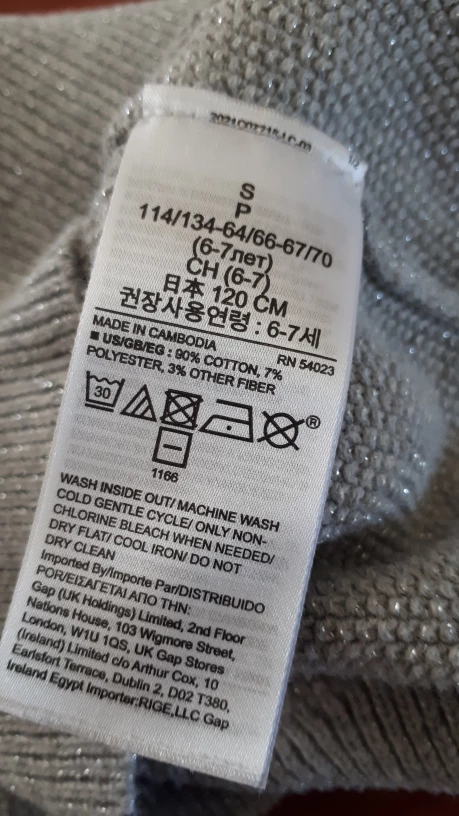 S
P
114/134-64/66-67/70
(6-7лет)
CH (6-7)
日本 120 CM
권장사용연령 : 6-7세
MADE IN CAMBODIA RN 54023
■ US/GB/EG : 90% COTTON, 7%
POLYESTER, 3% OTHER FIBER
30
®
1166
WASH INSIDE OUT/ MACHINE WASH
COLD GENTLE CYCLE/ ONLY NON-
CHLORINE BLEACH WHEN NEEDED/
DRY FLAT/ COOL IRON/ DO NOT
DRY CLEAN
Imported By/Importe Par/DISTRIBUIDO
POR/ΕΙΣΑΓΕΤΑΙ ΑΠΟ ΤΗΝ:
Gap (UK Holdings) Limited, 2nd Floor
Nations House, 103 Wigmore Street,
London, W1U 1QS, UK Gap Stores
(Ireland) Limited c/o Arthur Cox, 10
Earlsfort Terrace, Dublin 2, D02 T380,
Ireland Egypt Importer:RIGE,LLC Gap